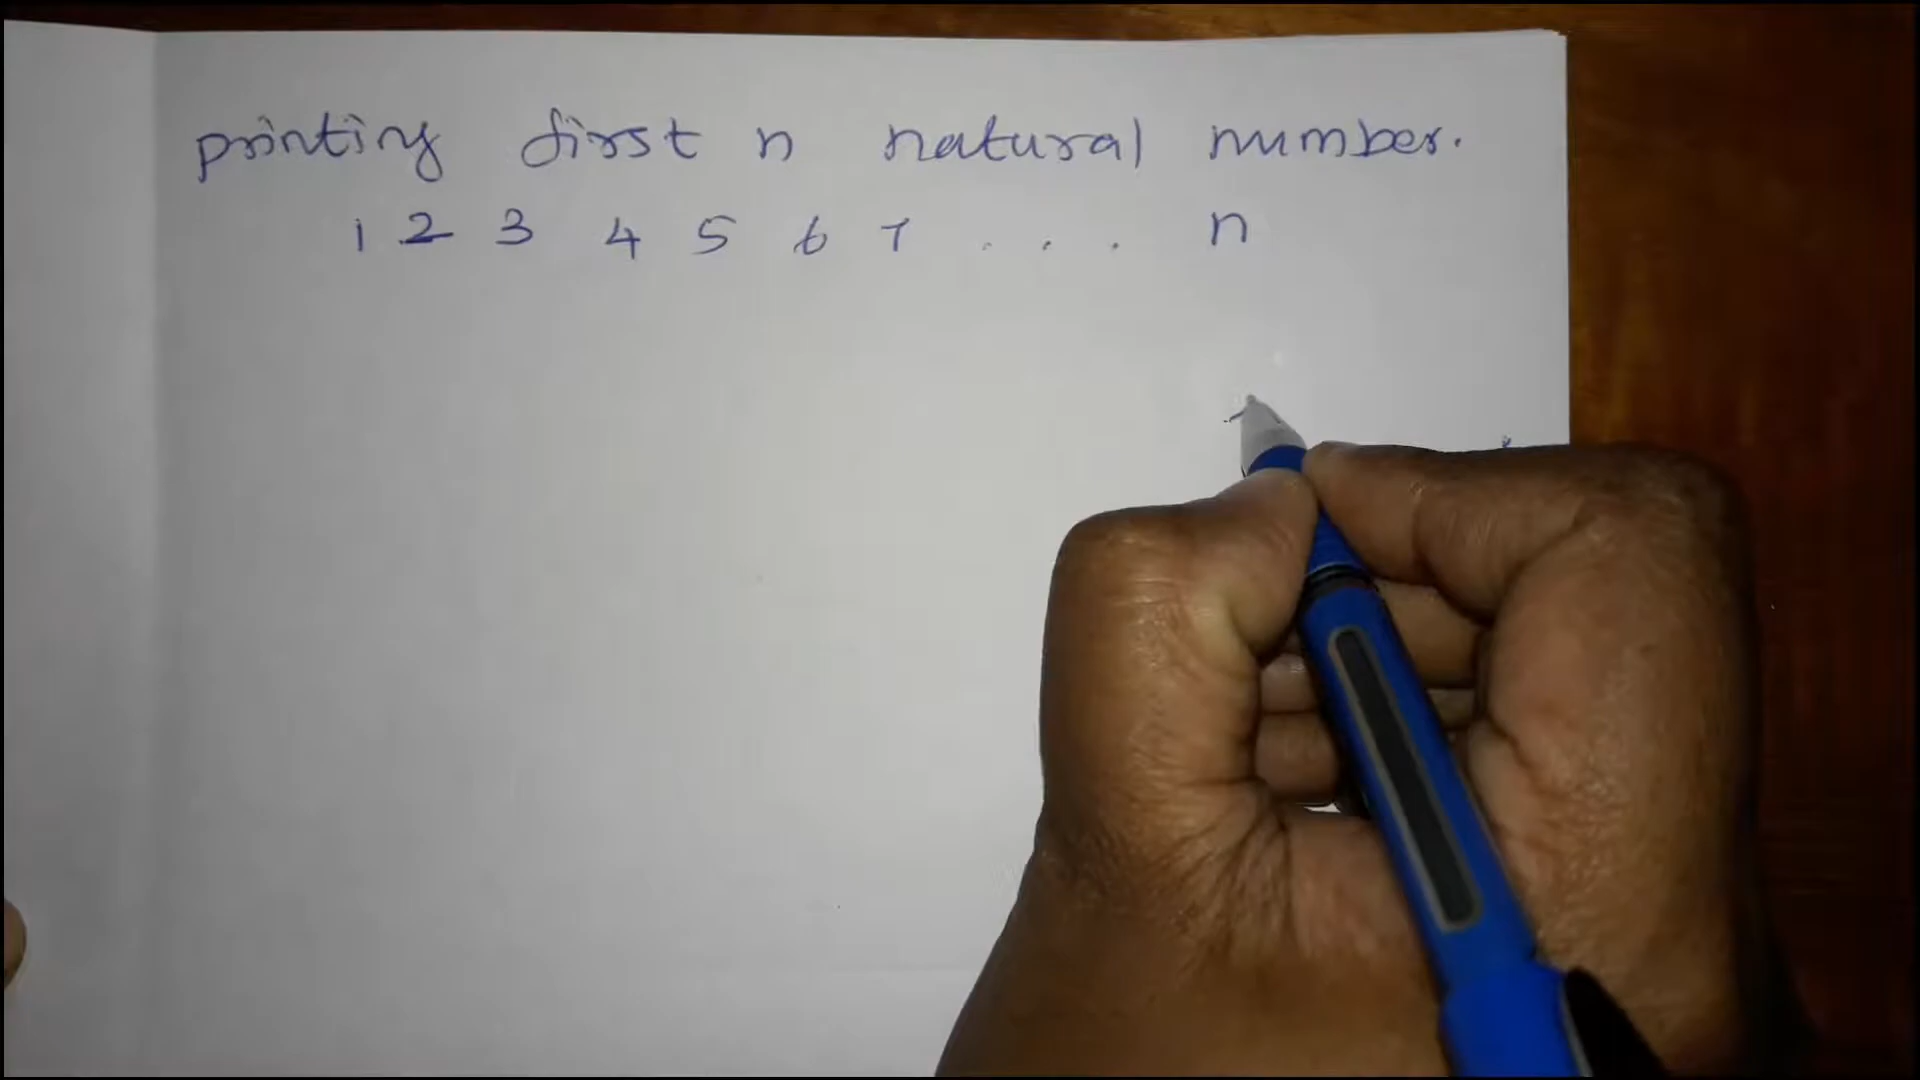 printing first n natural number.
1 2 3 4 5 6 7 . . . n